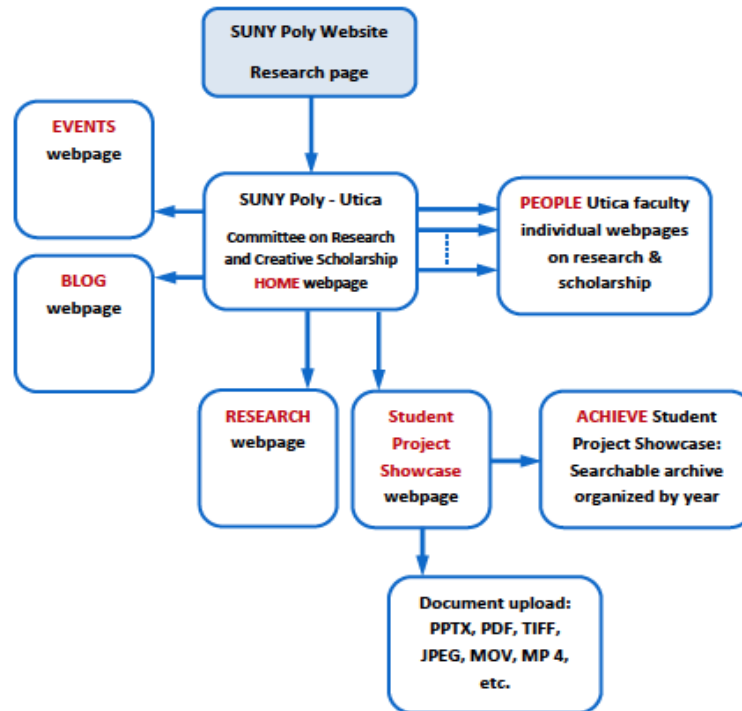 SUNY Poly Website
Research page
EVENTS
webpage
SUNY Poly - Utica
Committee on Research
and Creative Scholarship
HOME webpage
PEOPLE Utica faculty
individual webpages
on research &
scholarship
BLOG
webpage
RESEARCH
webpage
Student
Project
Showcase
webpage
ACHIEVE Student
Project Showcase:
Searchable archive
organized by year
Document upload:
PPTX, PDF, TIFF,
JPEG, MOV, MP 4,
etc.